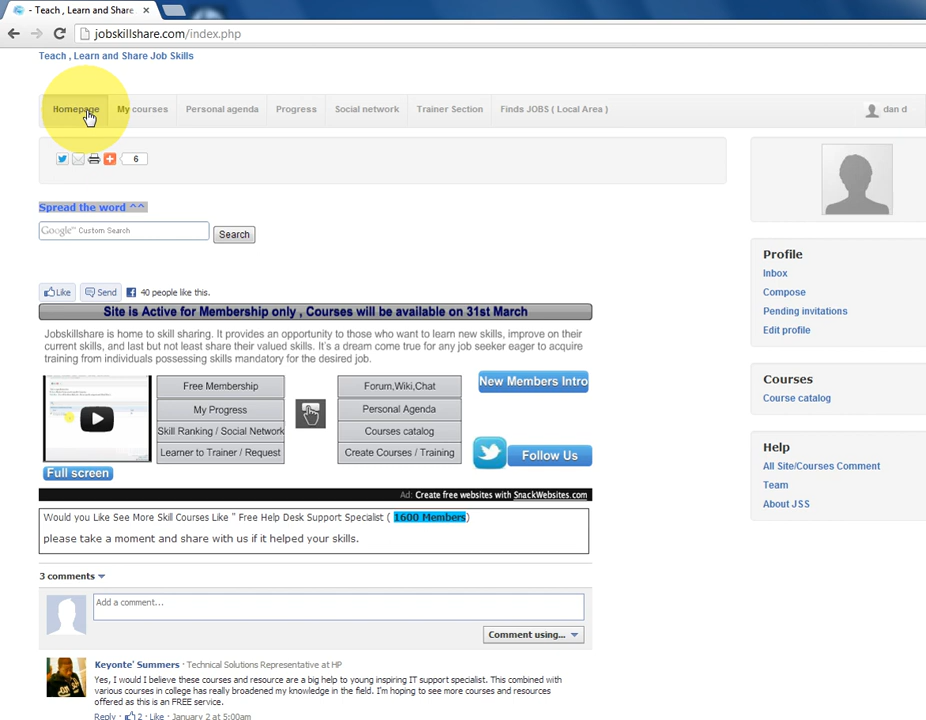 - Teach , Learn and Share
jobskillshare.com/index.php
Teach , Learn and Share Job Skills
Homepage My courses Personal agenda Progress Social network Trainer Section Finds JOBS ( Local Area ) dan d
6
Spread the word ^^
Google™ Custom Search Search
Like Send 40 people like this.
Site is Active for Membership only , Courses will be available on 31st March
Jobskillshare is home to skill sharing. It provides an opportunity to those who want to learn new skills, improve on their
current skills, and last but not least share their valued skills. It's a dream come true for any job seeker eager to acquire
training from individuals possessing skills mandatory for the desired job.
Free Membership
My Progress
Skill Ranking / Social Network
Learner to Trainer / Request
Full screen
Forum,Wiki,Chat
Personal Agenda
Courses catalog
Create Courses / Training
New Members Intro
Follow Us
Ad: Create free websites with SnackWebsites.com
Would you Like See More Skill Courses Like " Free Help Desk Support Specialist ( 1600 Members)
please take a moment and share with us if it helped your skills.
3 comments
Add a comment...
Comment using...
Keyonte' Summers · Technical Solutions Representative at HP
Yes, I would I believe these courses and resource are a big help to young inspiring IT support specialist. This combined with
various courses in college has really broadened my knowledge in the field. I'm hoping to see more courses and resources
offered as this is an FREE service.
Reply · 2 · Like · January 2 at 5:00am
Profile
Inbox
Compose
Pending invitations
Edit profile
Courses
Course catalog
Help
All Site/Courses Comment
Team
About JSS